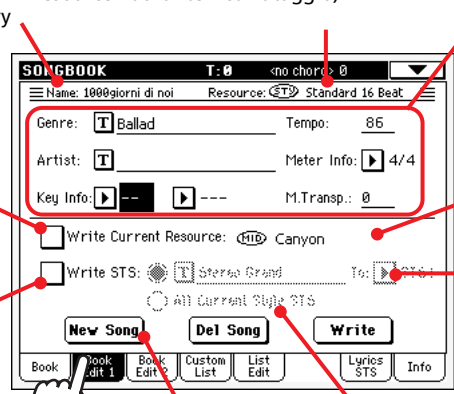 ry
SONGBOOK T:0 <no chord> 0
Name: 1000giorni di noi Resource: STY Standard 16 Beat
Genre: T Ballad Tempo: 86
Artist: T Meter Info: 4/4
Key Info: -- --- M.Transp.: 0
Write Current Resource: MID Canyon
Write STS: T Stereo Grand To: STS1
All Current Style STS
New Song Del Song Write
Book Book Edit 1 Book Edit 2 Custom List List Edit Lyrics STS Info